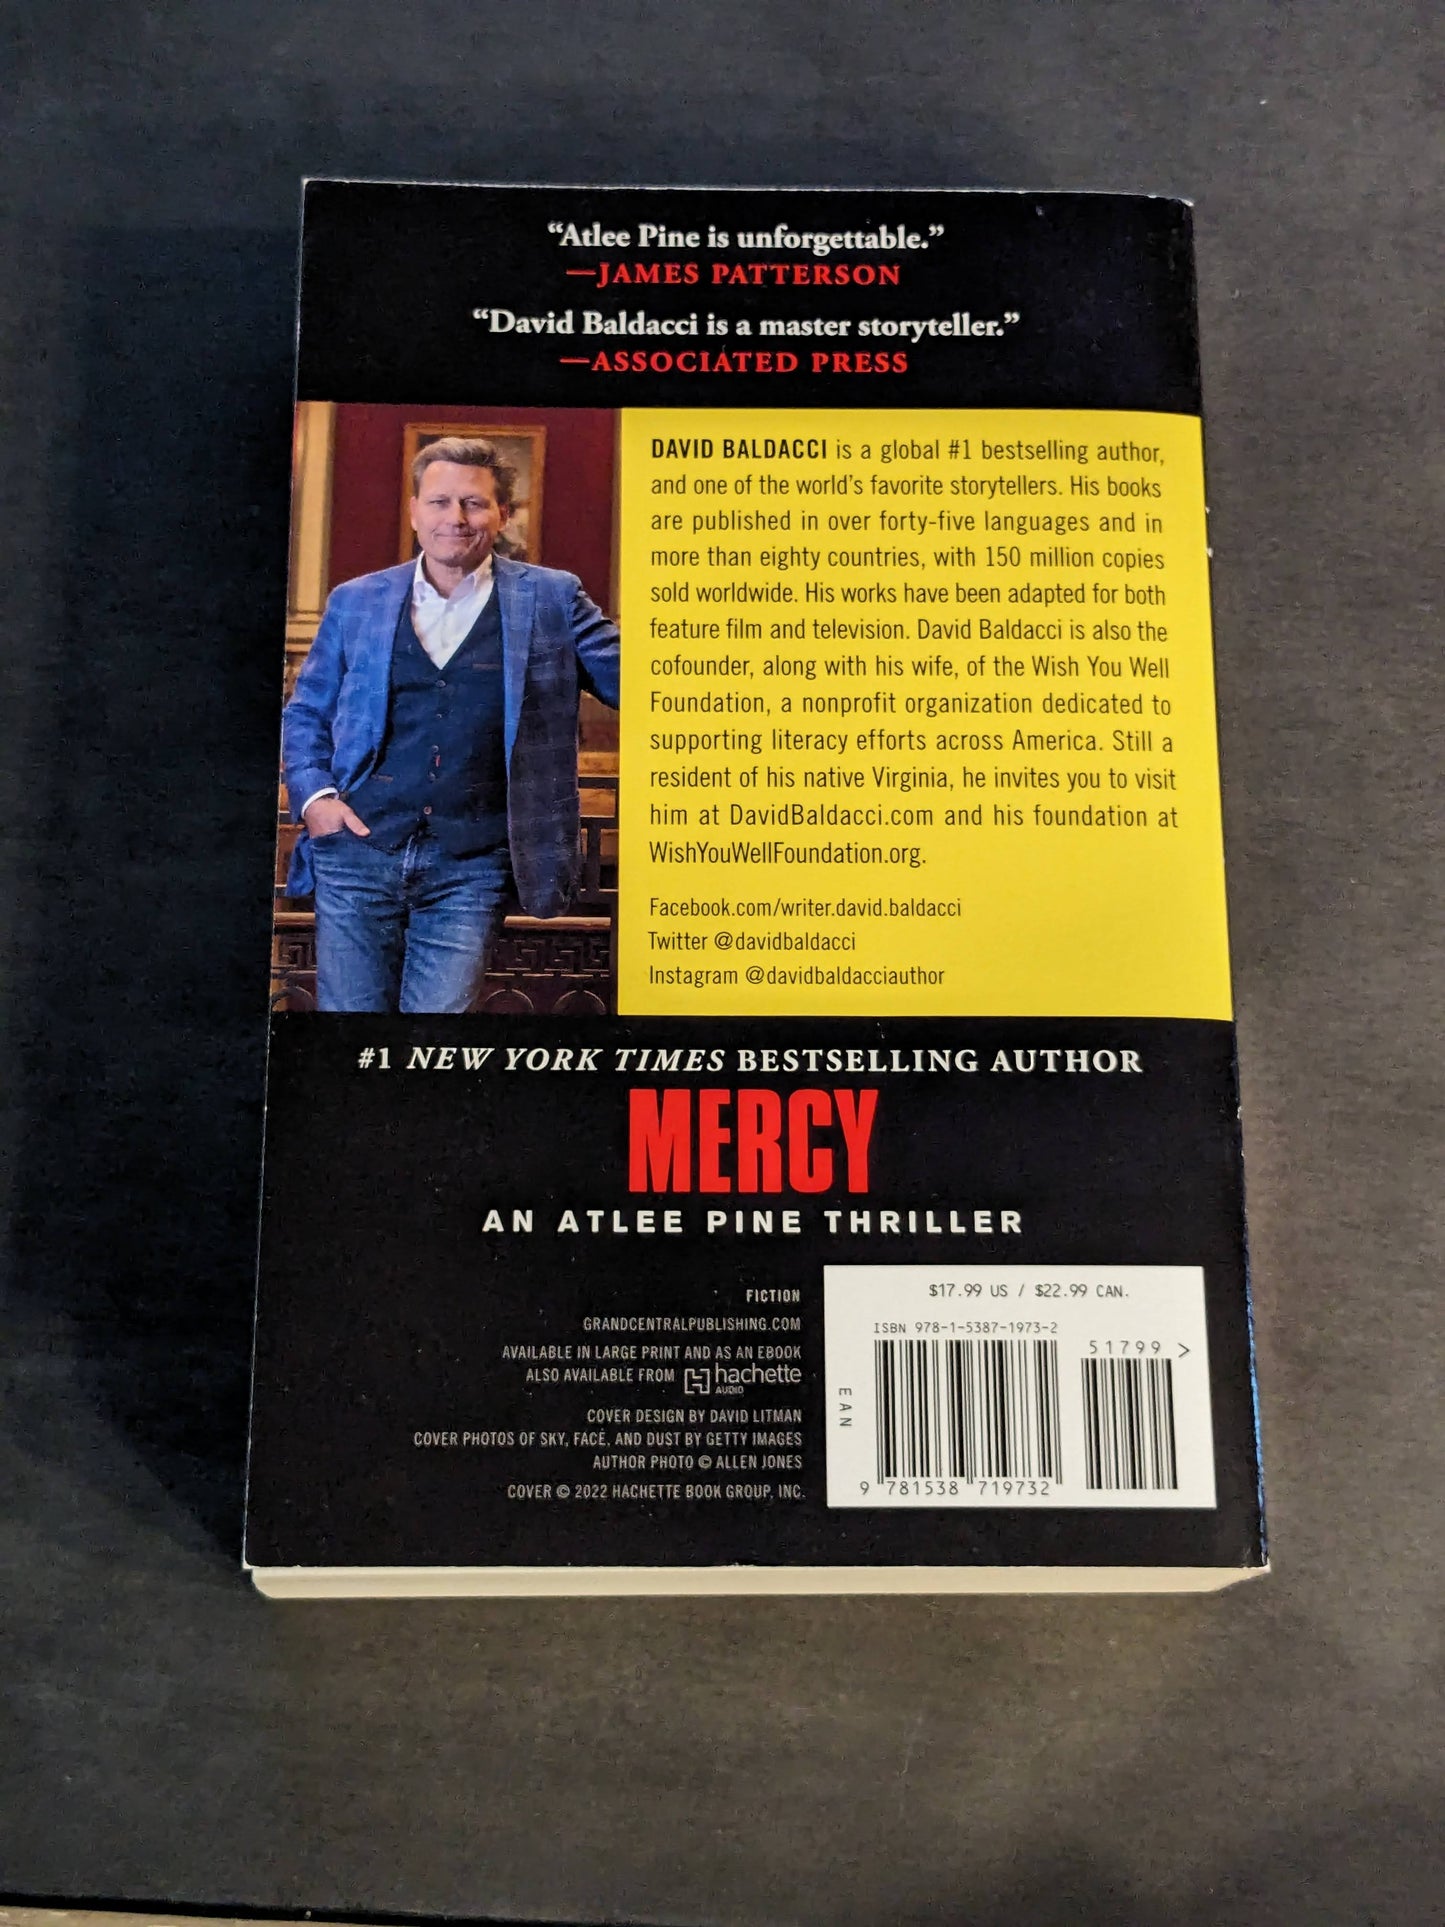 “Atlee Pine is unforgettable.”
—JAMES PATTERSON
“David Baldacci is a master storyteller.”
—ASSOCIATED PRESS
DAVID BALDACCI is a global #1 bestselling author,
and one of the world’s favorite storytellers. His books
are published in over forty-five languages and in
more than eighty countries, with 150 million copies
sold worldwide. His works have been adapted for both
feature film and television. David Baldacci is also the
cofounder, along with his wife, of the Wish You Well
Foundation, a nonprofit organization dedicated to
supporting literacy efforts across America. Still a
resident of his native Virginia, he invites you to visit
him at DavidBaldacci.com and his foundation at
WishYouWellFoundation.org.
Facebook.com/writer.david.baldacci
Twitter @davidbaldacci
Instagram @davidbaldacciauthor
#1 NEW YORK TIMES BESTSELLING AUTHOR
MERCY
AN ATLEE PINE THRILLER
FICTION
GRANDCENTRALPUBLISHING.COM
AVAILABLE IN LARGE PRINT AND AS AN EBOOK
ALSO AVAILABLE FROM hachette
AUDIO
COVER DESIGN BY DAVID LITMAN
COVER PHOTOS OF SKY, FACE, AND DUST BY GETTY IMAGES
AUTHOR PHOTO © ALLEN JONES
COVER © 2022 HACHETTE BOOK GROUP, INC.
$17.99 US / $22.99 CAN.
ISBN 978-1-5387-1973-2
51799 >
EAN
9 781538 719732